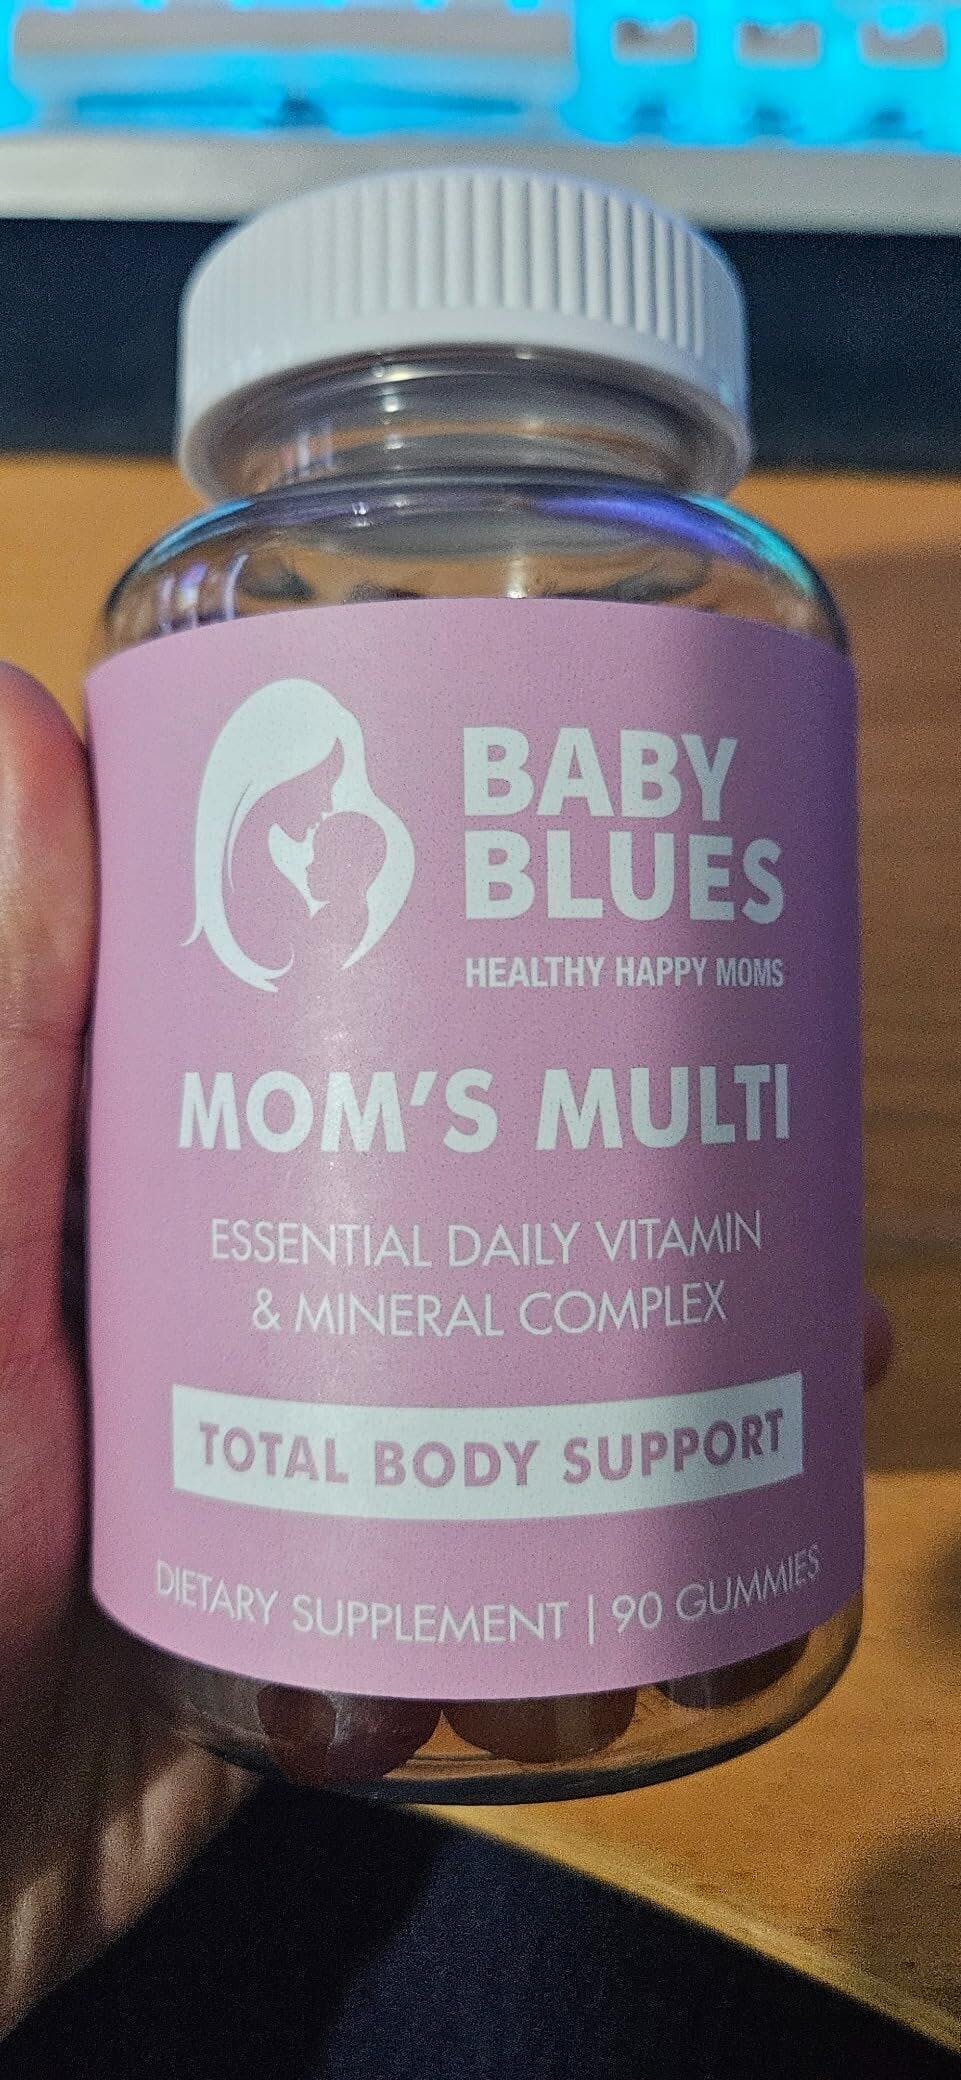 BABY
BLUES
HEALTHY HAPPY MOMS
MOM'S MULTI
ESSENTIAL DAILY VITAMIN
& MINERAL COMPLEX
TOTAL BODY SUPPORT
DIETARY SUPPLEMENT | 90 GUMMIES